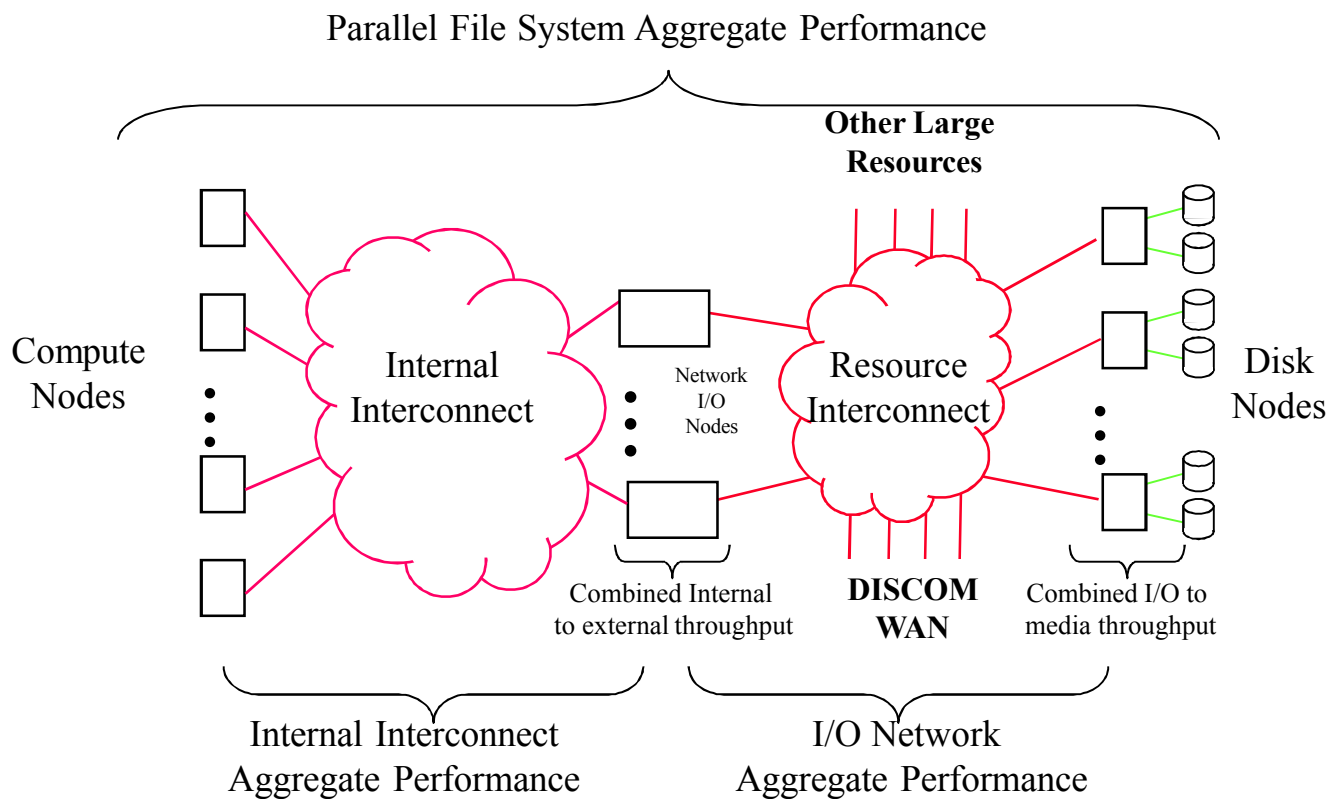 Parallel File System Aggregate Performance
Other Large
Resources
Compute
Nodes
Internal
Interconnect
Network
I/O
Nodes
Resource
Interconnect
Disk
Nodes
Combined Internal
to external throughput
DISCOM
WAN
Combined I/O to
media throughput
Internal Interconnect
Aggregate Performance
I/O Network
Aggregate Performance